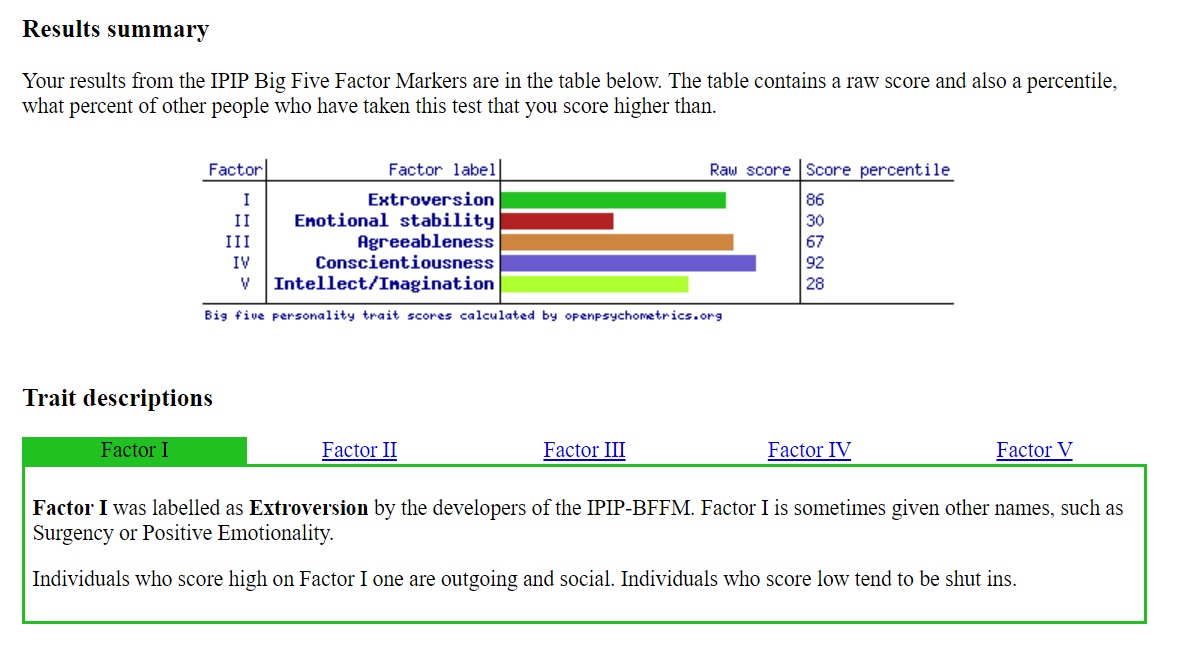 Results summary
Your results from the IPIP Big Five Factor Markers are in the table below. The table contains a raw score and also a percentile,
what percent of other people who have taken this test that you score higher than.
Factor Factor label Raw score Score percentile
I Extroversion 86
II Emotional stability 30
III Agreeableness 67
IV Conscientiousness 92
V Intellect/Imagination 28
Big five personality trait scores calculated by openpsychometrics.org
Trait descriptions
Factor I Factor II Factor III Factor IV Factor V
Factor I was labelled as Extroversion by the developers of the IPIP-BFFM. Factor I is sometimes given other names, such as
Surgency or Positive Emotionality.
Individuals who score high on Factor I one are outgoing and social. Individuals who score low tend to be shut ins.